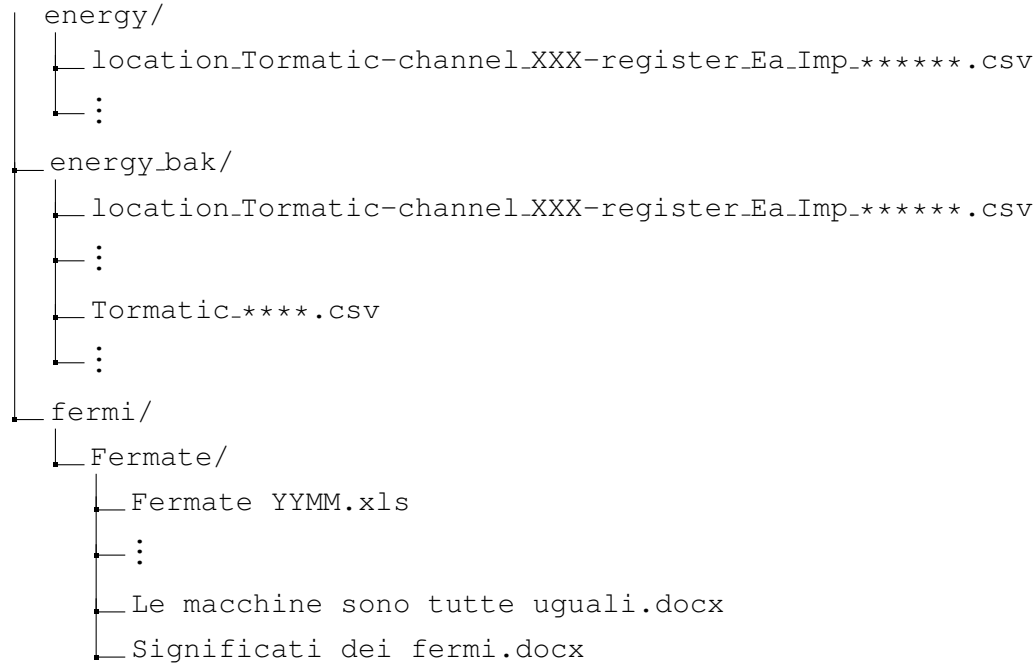 energy/
location_Tormatic-channel_XXX-register_Ea_Imp_******.csv
⋮
energy_bak/
location_Tormatic-channel_XXX-register_Ea_Imp_******.csv
⋮
Tormatic_****.csv
⋮
fermi/
Fermate/
Fermate YYMM.xls
⋮
Le macchine sono tutte uguali.docx
Significati dei fermi.docx